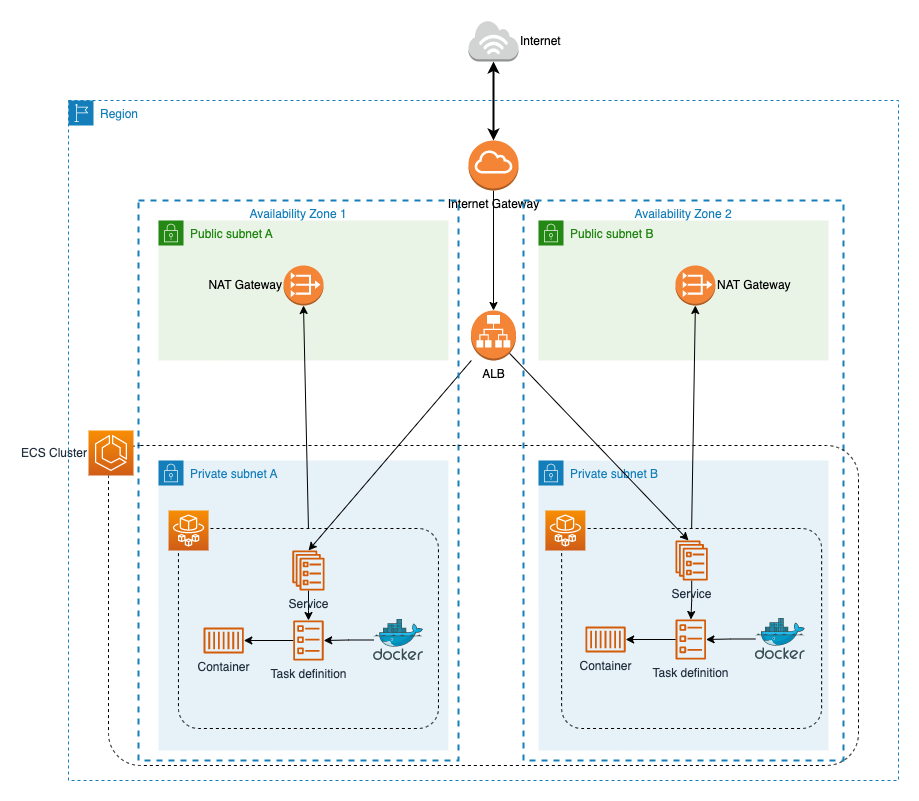 Internet
Region
Internet Gateway
Availability Zone 1
Availability Zone 2
Public subnet A
Public subnet B
NAT Gateway
NAT Gateway
ALB
ECS Cluster
Private subnet A
Private subnet B
Service
Service
Container
Task definition
docker
Container
Task definition
docker